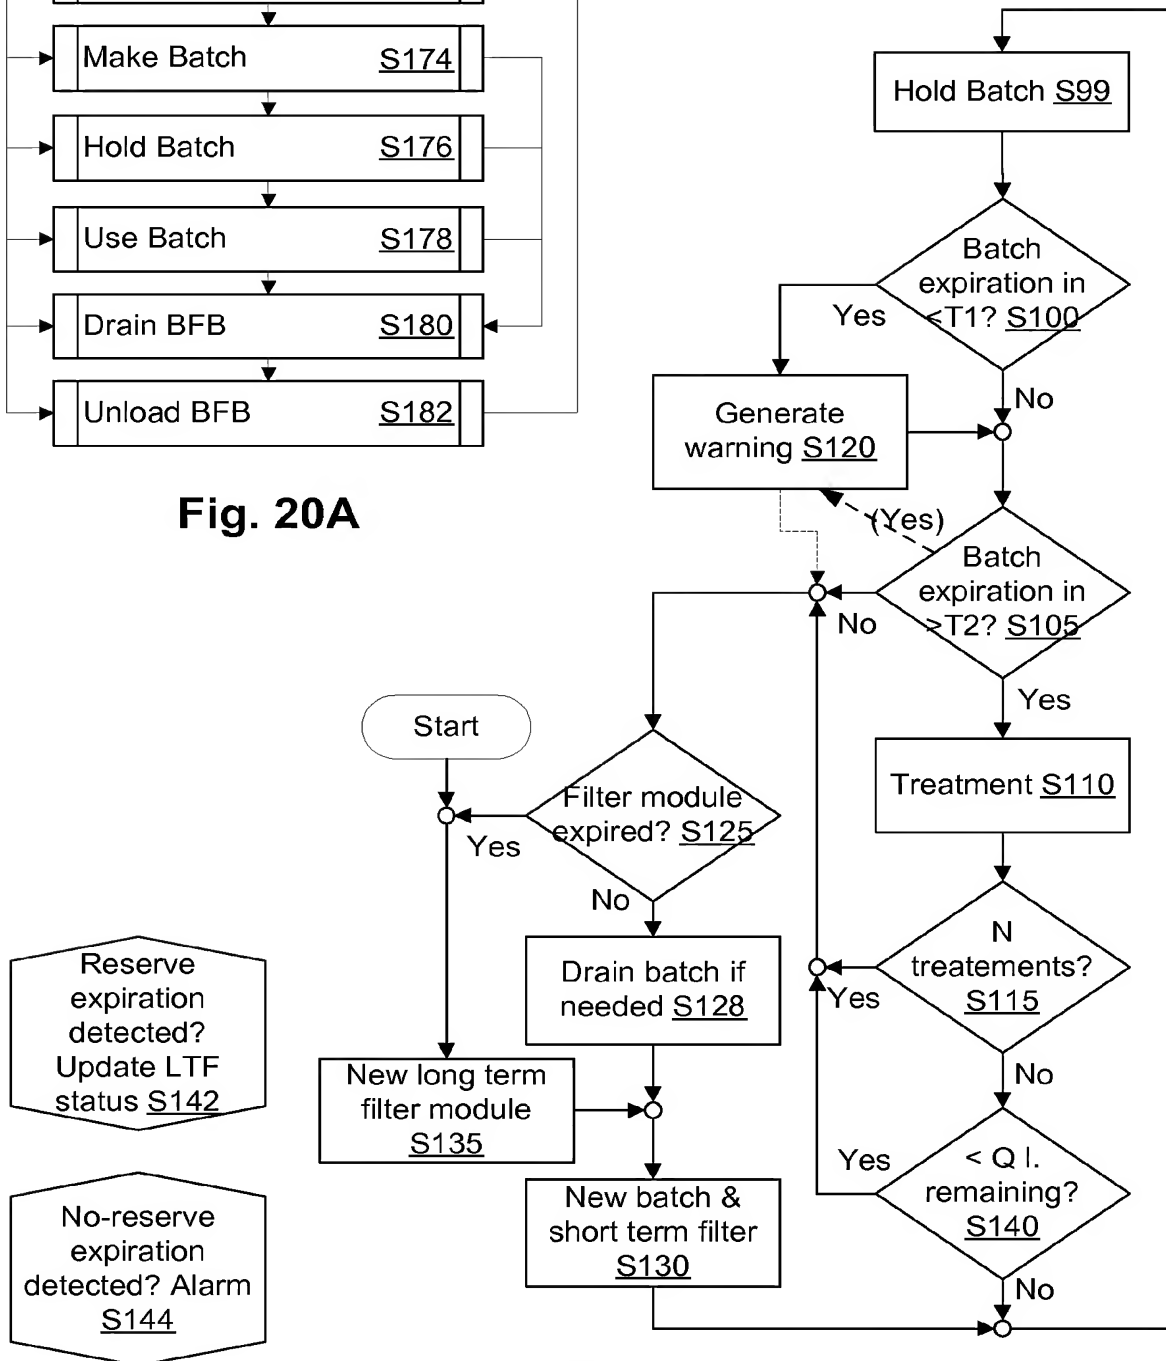 Make Batch S174
Hold Batch S176
Use Batch S178
Drain BFB S180
Unload BFB S182
Fig. 20A
Hold Batch S99
Batch
expiration in
<T1? S100
Yes
No
Generate
warning S120
(Yes)
Batch
expiration in
>T2? S105
No
Yes
Start
Filter module
expired? S125
Yes
No
Treatment S110
N
treatements?
S115
Yes
No
Drain batch if
needed S128
New long term
filter module
S135
< Q l.
remaining?
S140
Yes
No
New batch &
short term filter
S130
Reserve
expiration
detected?
Update LTF
status S142
No-reserve
expiration
detected? Alarm
S144